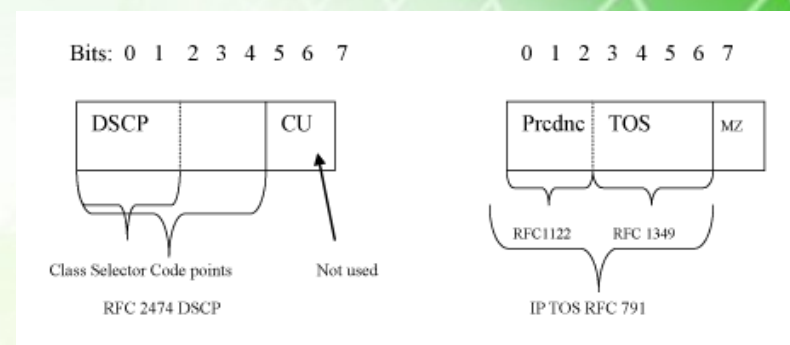 Bits: 0 1 2 3 4 5 6 7
DSCP
CU
Class Selector Code points
Not used
RFC 2474 DSCP
0 1 2 3 4 5 6 7
Prcdnc
TOS
MZ
RFC1122
RFC 1349
IP TOS RFC 791